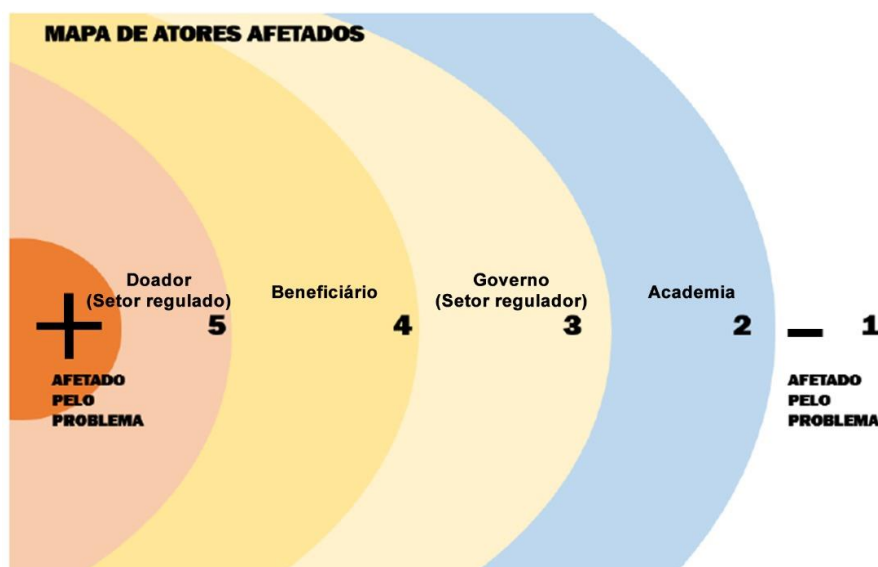 MAPA DE ATORES AFETADOS
Doador
(Setor regulado)
5
Beneficiário
4
Governo
(Setor regulador)
3
Academia
2
1
+
AFETADO
PELO
PROBLEMA
–
AFETADO
PELO
PROBLEMA